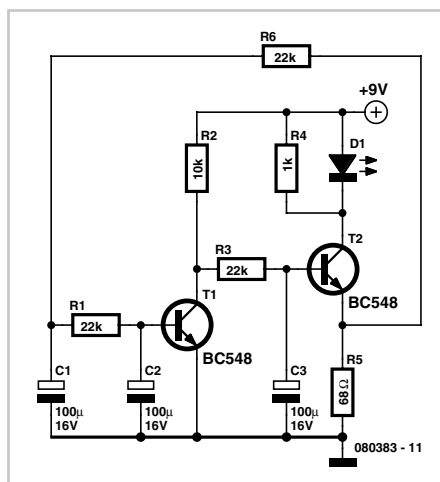 R6
22k
+9V
R2
10k
R4
1k
D1
T2
R3
22k
T1
BC548
R1
22k
BC548
C1
100µ
16V
C2
100µ
16V
C3
100µ
16V
R5
68Ω
080383 - 11